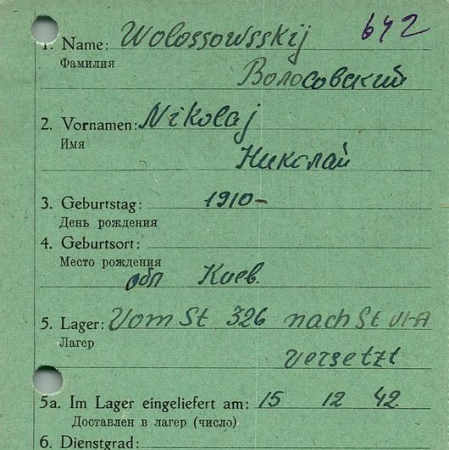 642
1. Name: Wolossowsskij
Фамилия
Волосовский
2. Vornamen: Nikolaj
Имя
Николай
3. Geburtstag: 1910-
День рождения
4. Geburtsort:
Место рождения
обл Киев.
5. Lager: Vom St 326 nach St VI-A
Лагер
versetzt
5a. Im Lager eingeliefert am: 15 12 42.
Доставлен в лагер (число)
6. Dienstgrad: